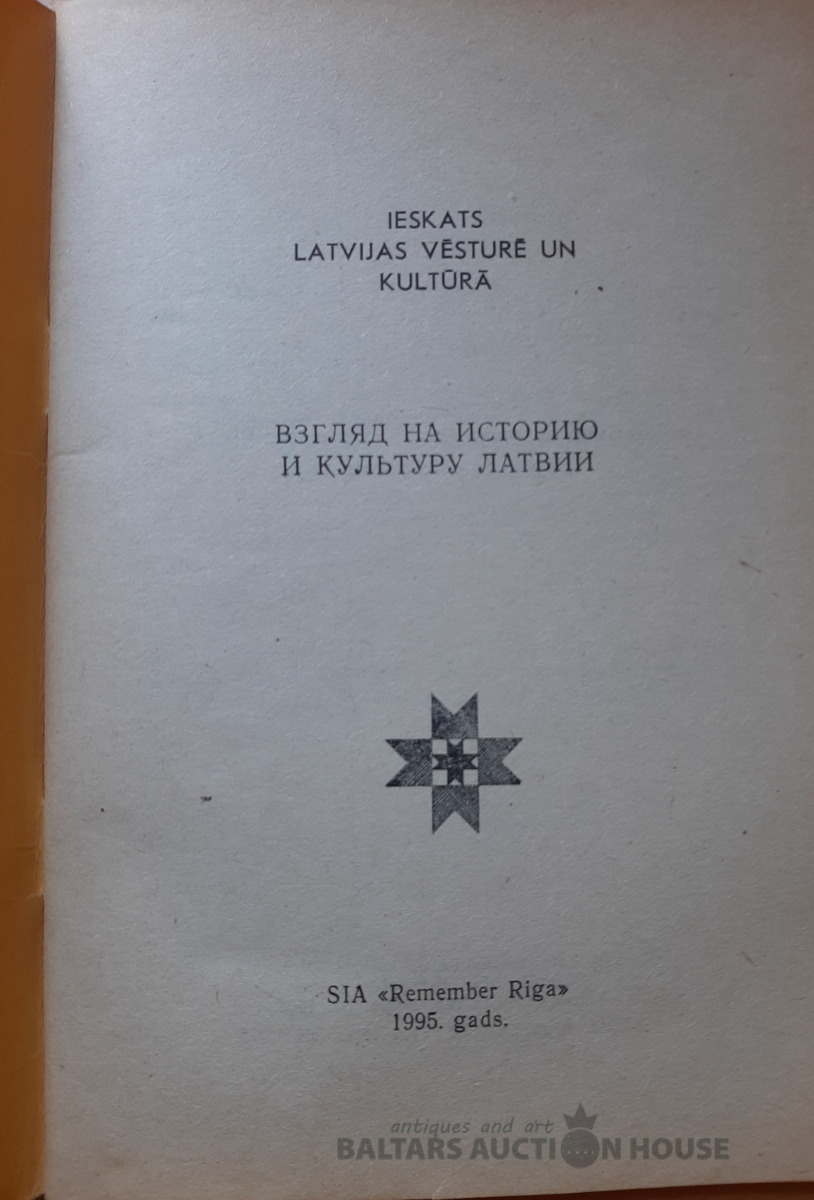 IESKATS
LATVIJAS VĒSTURĒ UN
KULTŪRĀ
ВЗГЛЯД НА ИСТОРИЮ
И КУЛЬТУРУ ЛАТВИИ
SIA «Remember Riga»
1995. gads.
antiques and art
BALTARS AUCTION HOUSE